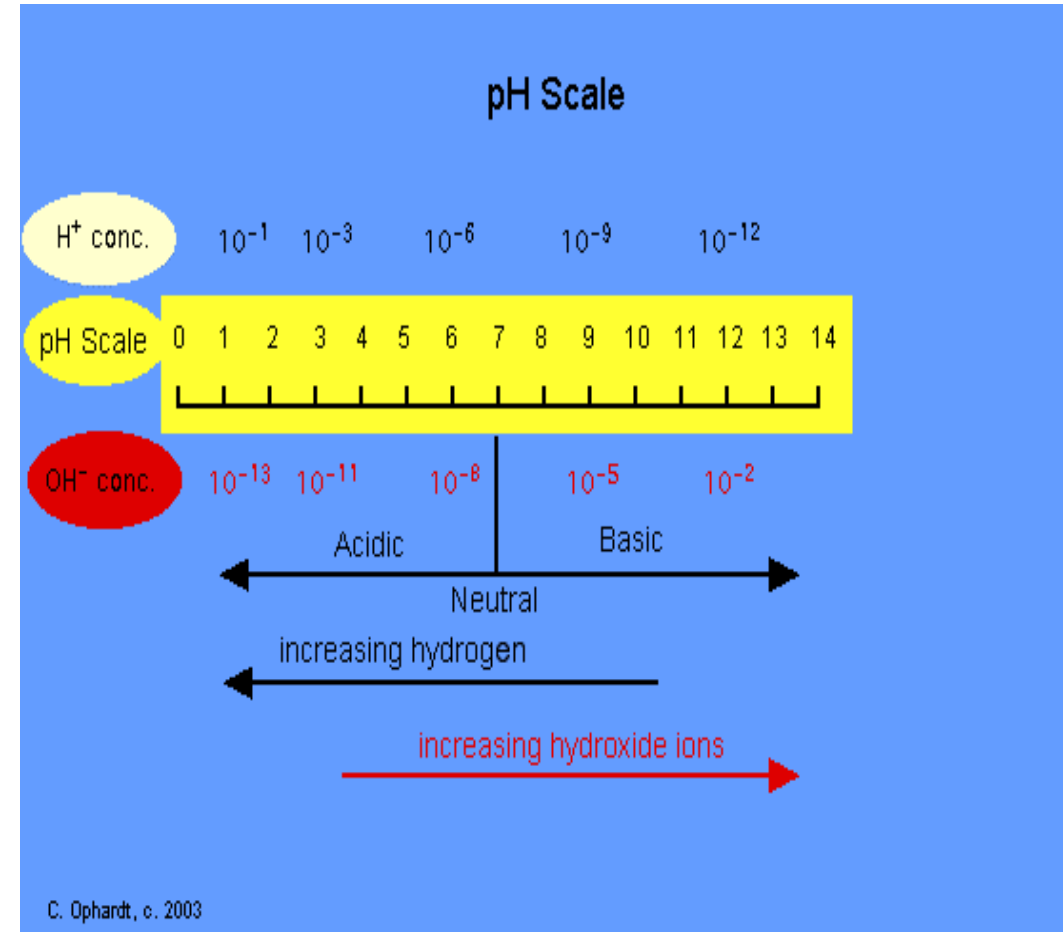 pH Scale
H⁺ conc. 10⁻¹ 10⁻³ 10⁻⁶ 10⁻⁹ 10⁻¹²
pH Scale 0 1 2 3 4 5 6 7 8 9 10 11 12 13 14
OH⁻ conc. 10⁻¹³ 10⁻¹¹ 10⁻⁸ 10⁻⁵ 10⁻²
Acidic Basic
Neutral
increasing hydrogen
increasing hydroxide ions
C. Ophardt, c. 2003